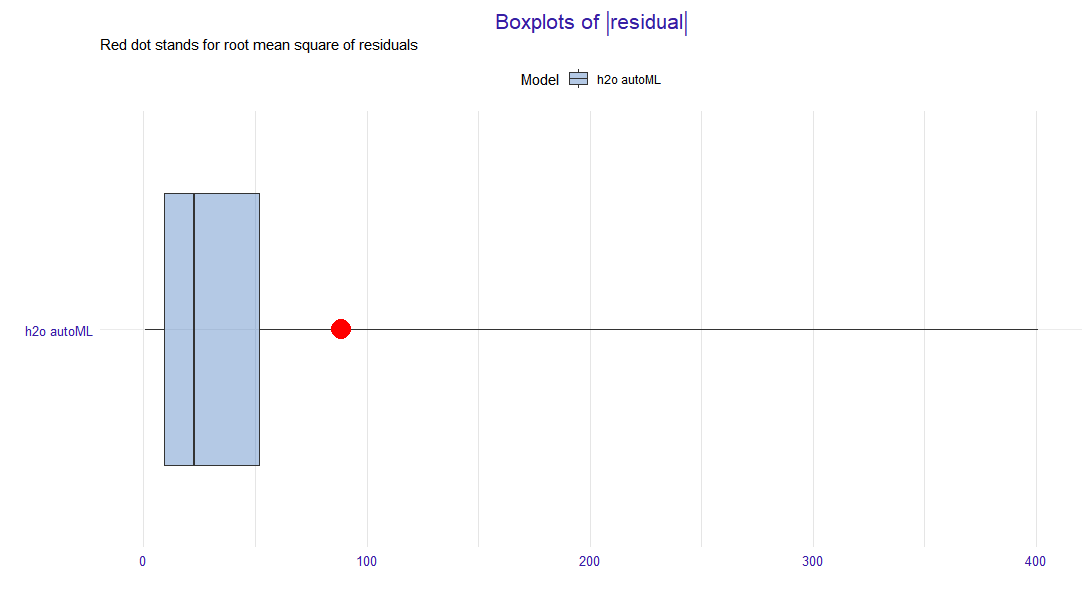 Boxplots of |residual|
Red dot stands for root mean square of residuals
Model h2o autoML
h2o autoML
0 100 200 300 400